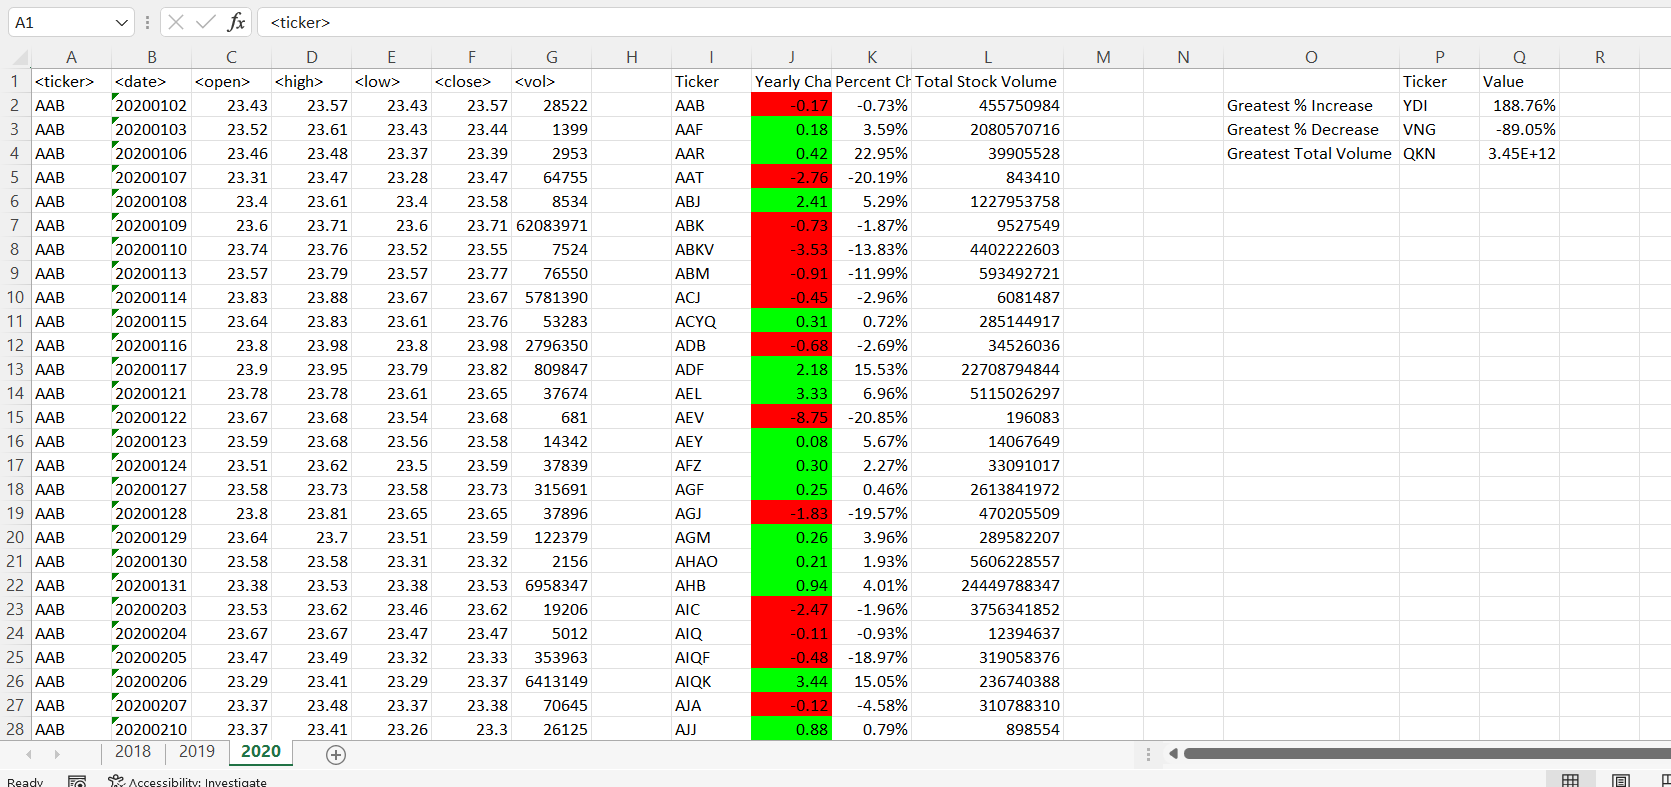 A1 fx <ticker>
A B C D E F G H I J K L M N O P Q R
1 <ticker> <date> <open> <high> <low> <close> <vol> Ticker Yearly Cha Percent Ch Total Stock Volume Ticker Value
2 AAB 20200102 23.43 23.57 23.43 23.57 28522 AAB -0.17 -0.73% 455750984 Greatest % Increase YDI 188.76%
3 AAB 20200103 23.52 23.61 23.43 23.44 1399 AAF 0.18 3.59% 2080570716 Greatest % Decrease VNG -89.05%
4 AAB 20200106 23.46 23.48 23.37 23.39 2953 AAR 0.42 22.95% 39905528 Greatest Total Volume QKN 3.45E+12
5 AAB 20200107 23.31 23.47 23.28 23.47 64755 AAT -2.76 -20.19% 843410
6 AAB 20200108 23.4 23.61 23.4 23.58 8534 ABJ 2.41 5.29% 1227953758
7 AAB 20200109 23.6 23.71 23.6 23.71 62083971 ABK -0.73 -1.87% 9527549
8 AAB 20200110 23.74 23.76 23.52 23.55 7524 ABKV -3.53 -13.83% 4402222603
9 AAB 20200113 23.57 23.79 23.57 23.77 76550 ABM -0.91 -11.99% 593492721
10 AAB 20200114 23.83 23.88 23.67 23.67 5781390 ACJ -0.45 -2.96% 6081487
11 AAB 20200115 23.64 23.83 23.61 23.76 53283 ACYQ 0.31 0.72% 285144917
12 AAB 20200116 23.8 23.98 23.8 23.98 2796350 ADB -0.68 -2.69% 34526036
13 AAB 20200117 23.9 23.95 23.79 23.82 809847 ADF 2.18 15.53% 22708794844
14 AAB 20200121 23.78 23.78 23.61 23.65 37674 AEL 3.33 6.96% 5115026297
15 AAB 20200122 23.67 23.68 23.54 23.68 681 AEV -8.75 -20.85% 196083
16 AAB 20200123 23.59 23.68 23.56 23.58 14342 AEY 0.08 5.67% 14067649
17 AAB 20200124 23.51 23.62 23.5 23.59 37839 AFZ 0.30 2.27% 33091017
18 AAB 20200127 23.58 23.73 23.58 23.73 315691 AGF 0.25 0.46% 2613841972
19 AAB 20200128 23.8 23.81 23.65 23.65 37896 AGJ -1.83 -19.57% 470205509
20 AAB 20200129 23.64 23.7 23.51 23.59 122379 AGM 0.26 3.96% 289582207
21 AAB 20200130 23.58 23.58 23.31 23.32 2156 AHAO 0.21 1.93% 5606228557
22 AAB 20200131 23.38 23.53 23.38 23.53 6958347 AHB 0.94 4.01% 24449788347
23 AAB 20200203 23.53 23.62 23.46 23.62 19206 AIC -2.47 -1.96% 3756341852
24 AAB 20200204 23.67 23.67 23.47 23.47 5012 AIQ -0.11 -0.93% 12394637
25 AAB 20200205 23.47 23.49 23.32 23.33 353963 AIQF -0.48 -18.97% 319058376
26 AAB 20200206 23.29 23.41 23.29 23.37 6413149 AIQK 3.44 15.05% 236740388
27 AAB 20200207 23.37 23.48 23.37 23.38 70645 AJA -0.12 -4.58% 310788310
28 AAB 20200210 23.37 23.41 23.26 23.3 26125 AJJ 0.88 0.79% 898554
2018 2019 2020
Ready Accessibility: Investigate